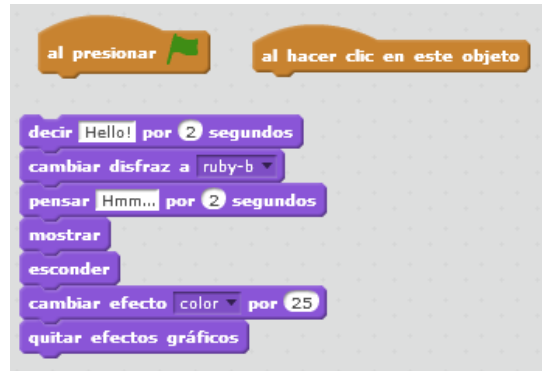 al presionar
al hacer clic en este objeto
decir Hello! por 2 segundos
cambiar disfraz a ruby-b
pensar Hmm... por 2 segundos
mostrar
esconder
cambiar efecto color por 25
quitar efectos gráficos